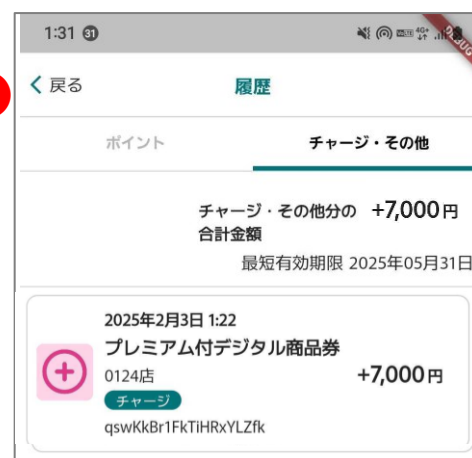 1:31 31
DEBUG
戻る
履歴
ポイント
チャージ・その他
チャージ・その他分の +7,000円
合計金額
最短有効期限 2025年05月31日
2025年2月3日 1:22
プレミアム付デジタル商品券
0124店
+7,000円
チャージ
qswKkBr1FkTiHRxYLZfk